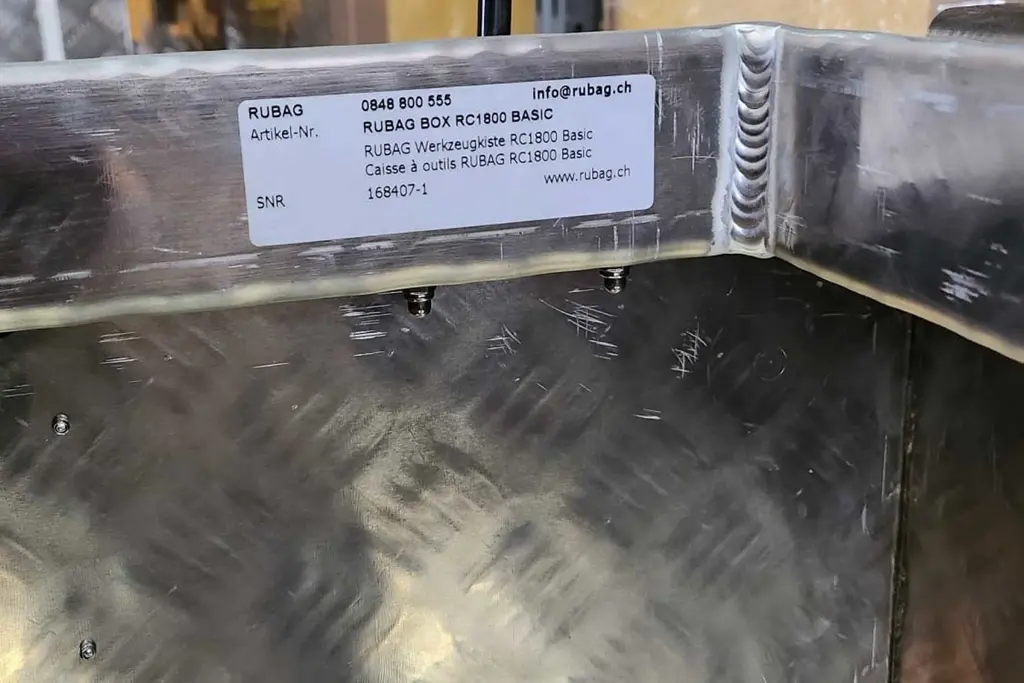 RUBAG 0848 800 555 info@rubag.ch
Artikel-Nr. RUBAG BOX RC1800 BASIC
RUBAG Werkzeugkiste RC1800 Basic
Caisse à outils RUBAG RC1800 Basic
www.rubag.ch
SNR 168407-1